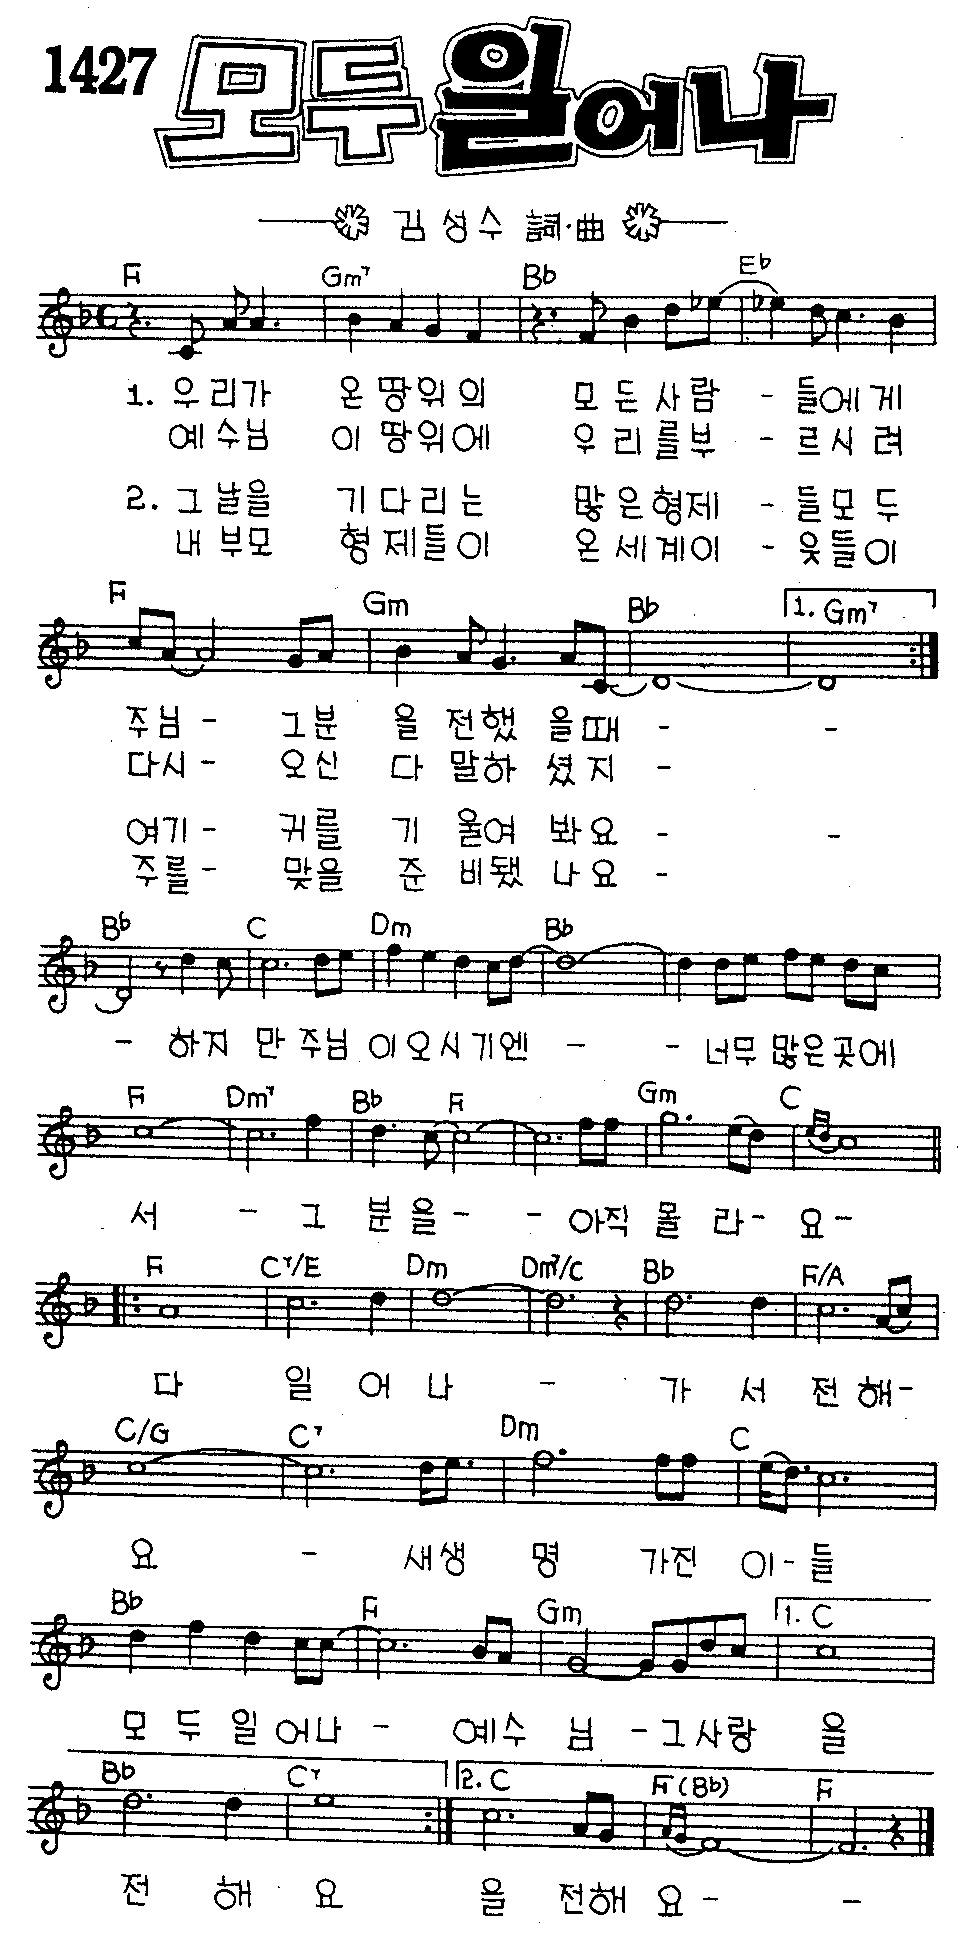 1427 모두 일어나
김성수 詞·曲
F Gm7 Bb Eb
1. 우리가 온 땅위의 모든사람 - 들에게
예수님 이 땅위에 우리를부 - 르시려
2. 그날을 기다리는 많은형제 - 들모두
내부모 형제들이 온세계이 - 웃들이
F Gm Bb 1. Gm7
주님 - 그분을 전했을때 - -
다시 - 오신다 말하셨지 -
여기 - 귀를 기울여 봐요 - -
주를 - 맞을 준비됐나요 -
Bb C Dm Bb
- 하지만 주님이오시기엔 - - 너무많은곳에
F Dm7 Bb F Gm C
서 - 그분을 - - 아직 몰라 - 요 -
F C7/E Dm Dm7/C Bb F/A
다 일어나 - 가서 전해 -
C/G C7 Dm C
요 - 새생명 가진 이 - 들
Bb F Gm 1. C
모두일어나 - 예수님 - 그사랑을
Bb C7 2. C F(Bb) F
전해요 을 전해요 - -